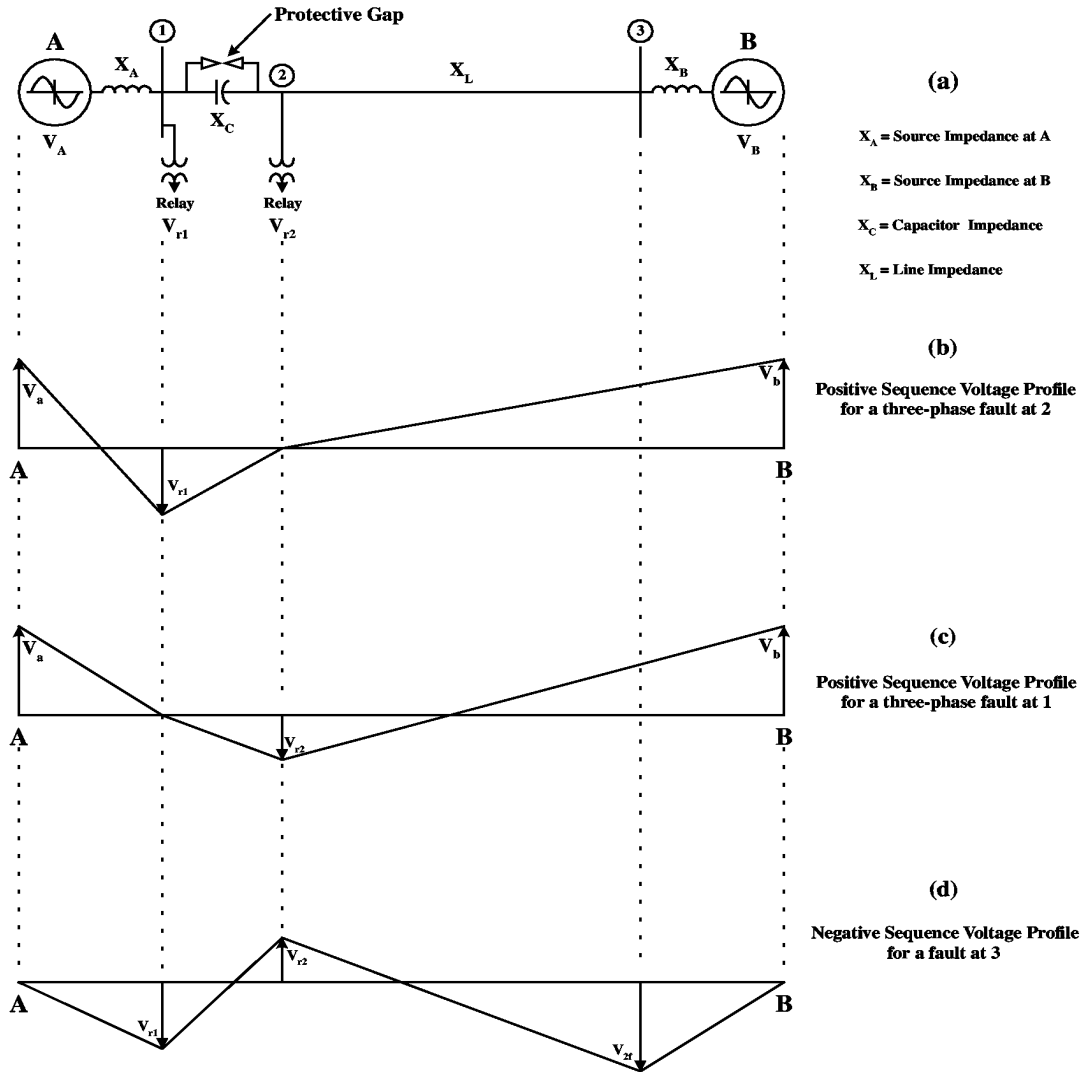 Protective Gap
1
3
A
B
2
X_A
X_C
X_L
X_B
(a)
V_A
V_B
X_A = Source Impedance at A
Relay
Relay
X_B = Source Impedance at B
V_r1
V_r2
X_C = Capacitor Impedance
X_L = Line Impedance
(b)
V_a
V_b
Positive Sequence Voltage Profile
for a three-phase fault at 2
A
V_r1
B
(c)
V_a
V_b
Positive Sequence Voltage Profile
for a three-phase fault at 1
A
V_r2
B
(d)
Negative Sequence Voltage Profile
for a fault at 3
V_r2
A
B
V_r1
V_2f